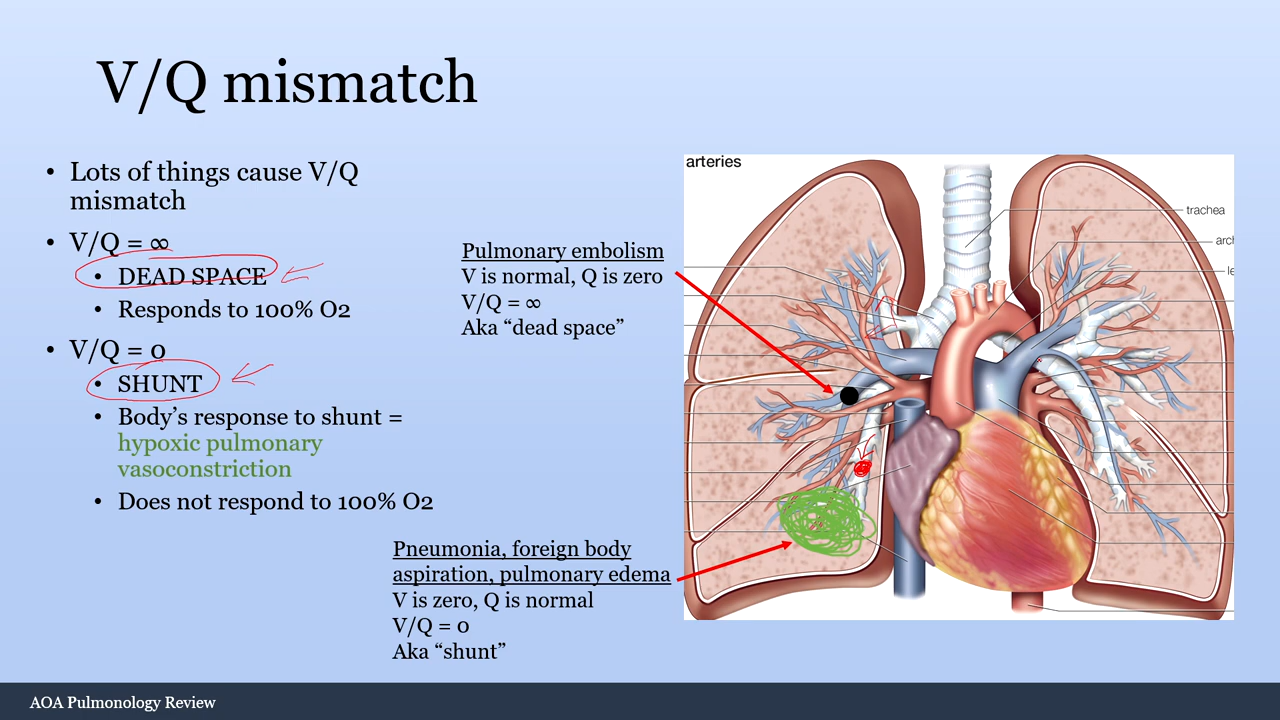 V/Q mismatch
• Lots of things cause V/Q
mismatch
• V/Q = ∞
• DEAD SPACE
• Responds to 100% O2
• V/Q = 0
• SHUNT
• Body's response to shunt =
hypoxic pulmonary
vasoconstriction
• Does not respond to 100% O2
Pulmonary embolism
V is normal, Q is zero
V/Q = ∞
Aka “dead space”
Pneumonia, foreign body
aspiration, pulmonary edema
V is zero, Q is normal
V/Q = 0
Aka “shunt”
arteries
trachea
arch
le
AOA Pulmonology Review